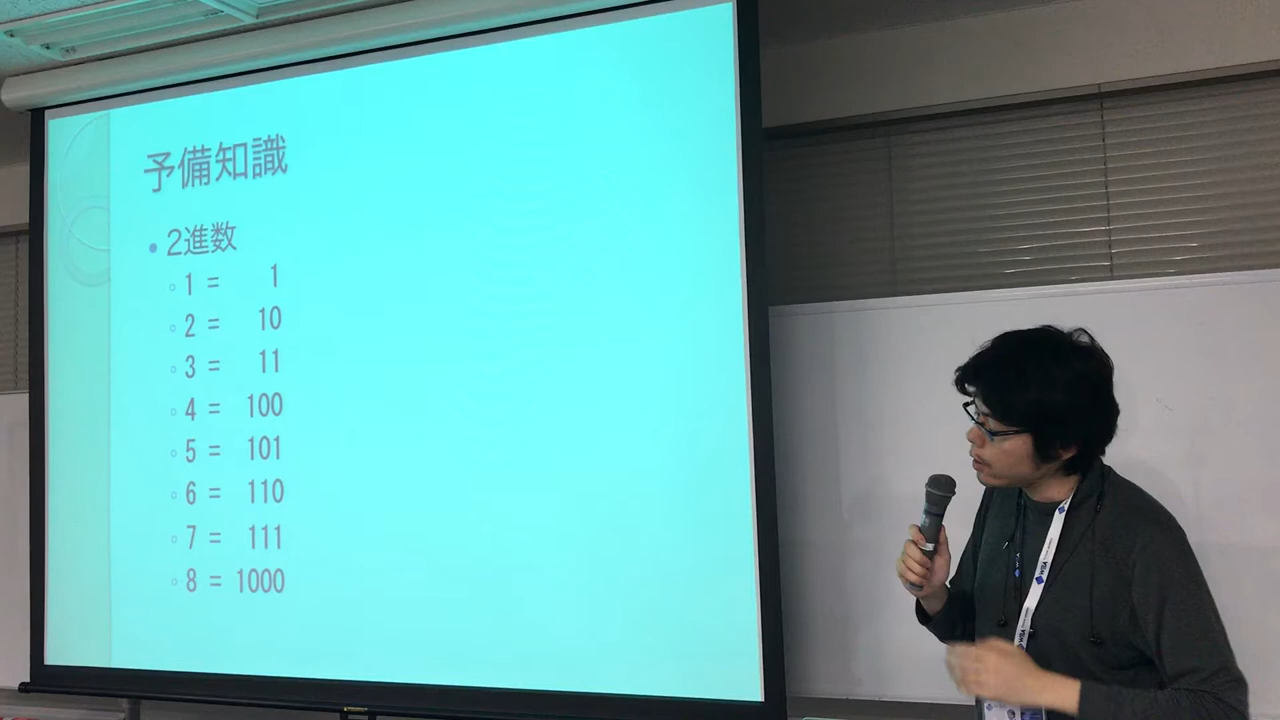 予備知識
• 2進数
◦ 1 = 1
◦ 2 = 10
◦ 3 = 11
◦ 4 = 100
◦ 5 = 101
◦ 6 = 110
◦ 7 = 111
◦ 8 = 1000